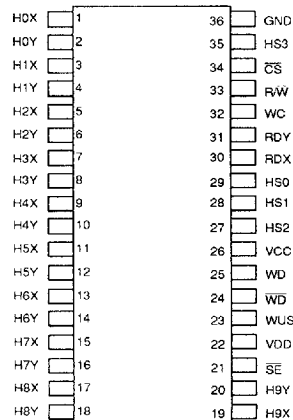 H0X 1 36 GND
H0Y 2 35 HS3
H1X 3 34 C̅S̅
H1Y 4 33 R/W̅
H2X 5 32 WC
H2Y 6 31 RDY
H3X 7 30 RDX
H3Y 8 29 HS0
H4X 9 28 HS1
H4Y 10 27 HS2
H5X 11 26 VCC
H5Y 12 25 WD
H6X 13 24 W̅D̅
H6Y 14 23 WUS
H7X 15 22 VDD
H7Y 16 21 S̅E̅
H8X 17 20 H9Y
H8Y 18 19 H9X